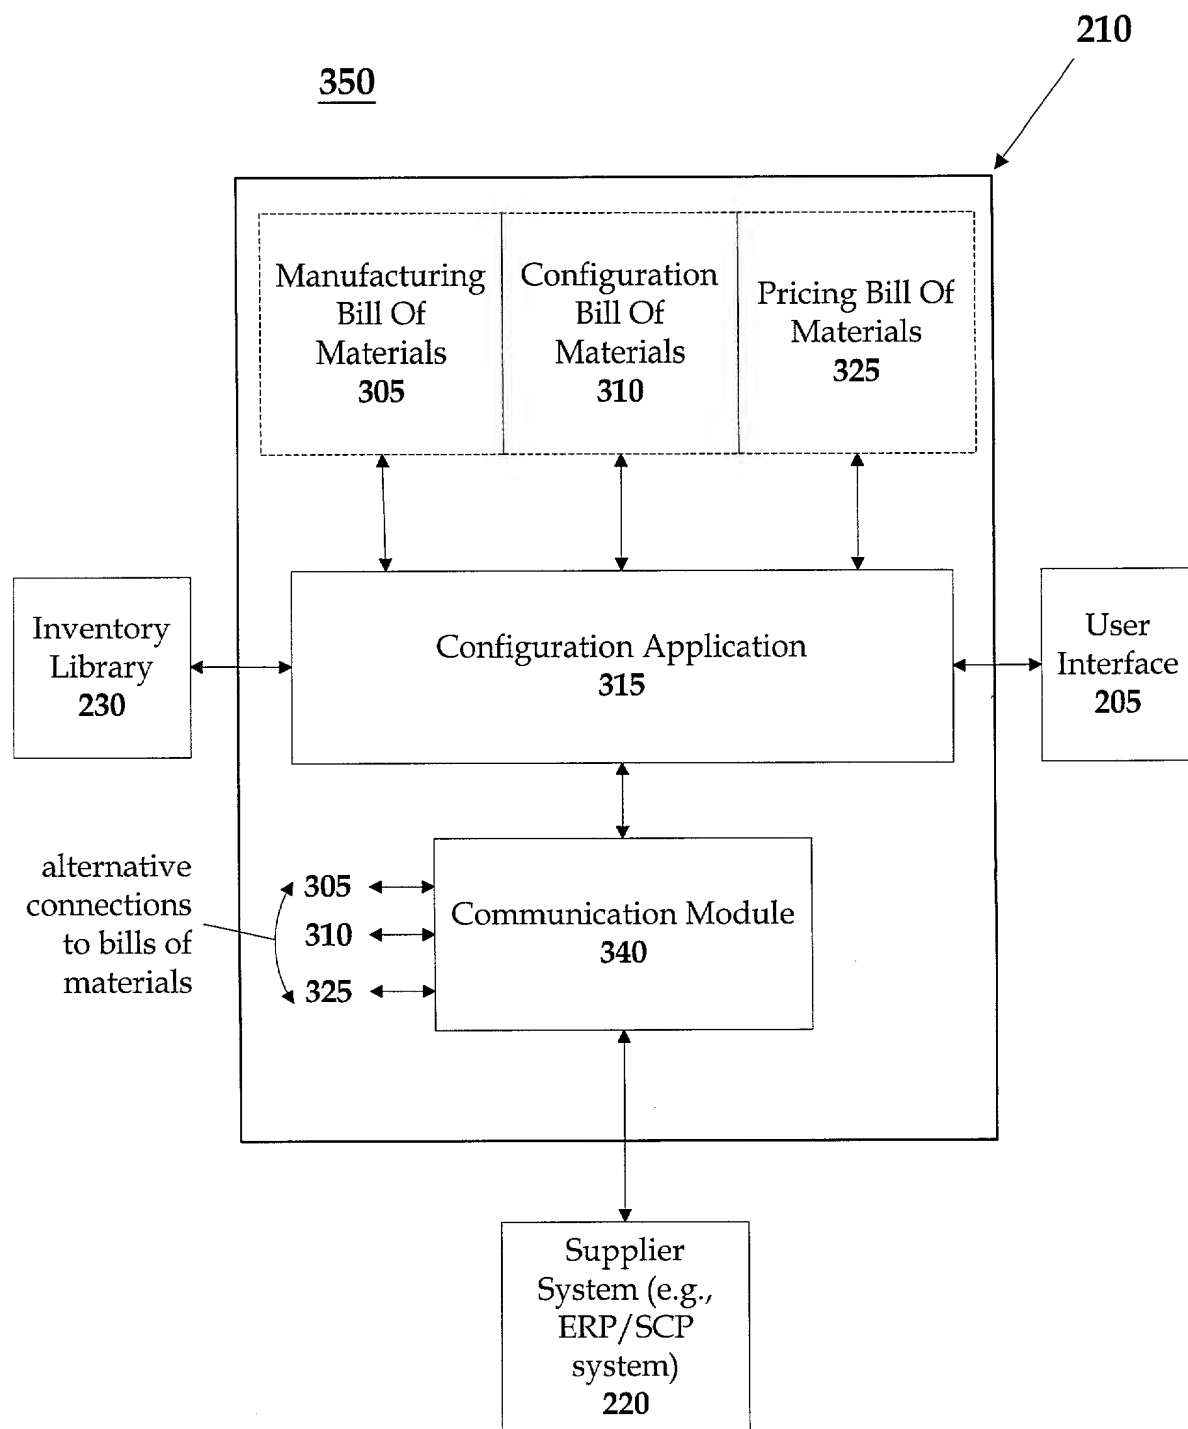 210
350
Manufacturing
Bill Of
Materials
305
Configuration
Bill Of
Materials
310
Pricing Bill Of
Materials
325
Inventory
Library
230
Configuration Application
315
User
Interface
205
alternative
connections
to bills of
materials
305
310
325
Communication Module
340
Supplier
System (e.g.,
ERP/SCP
system)
220